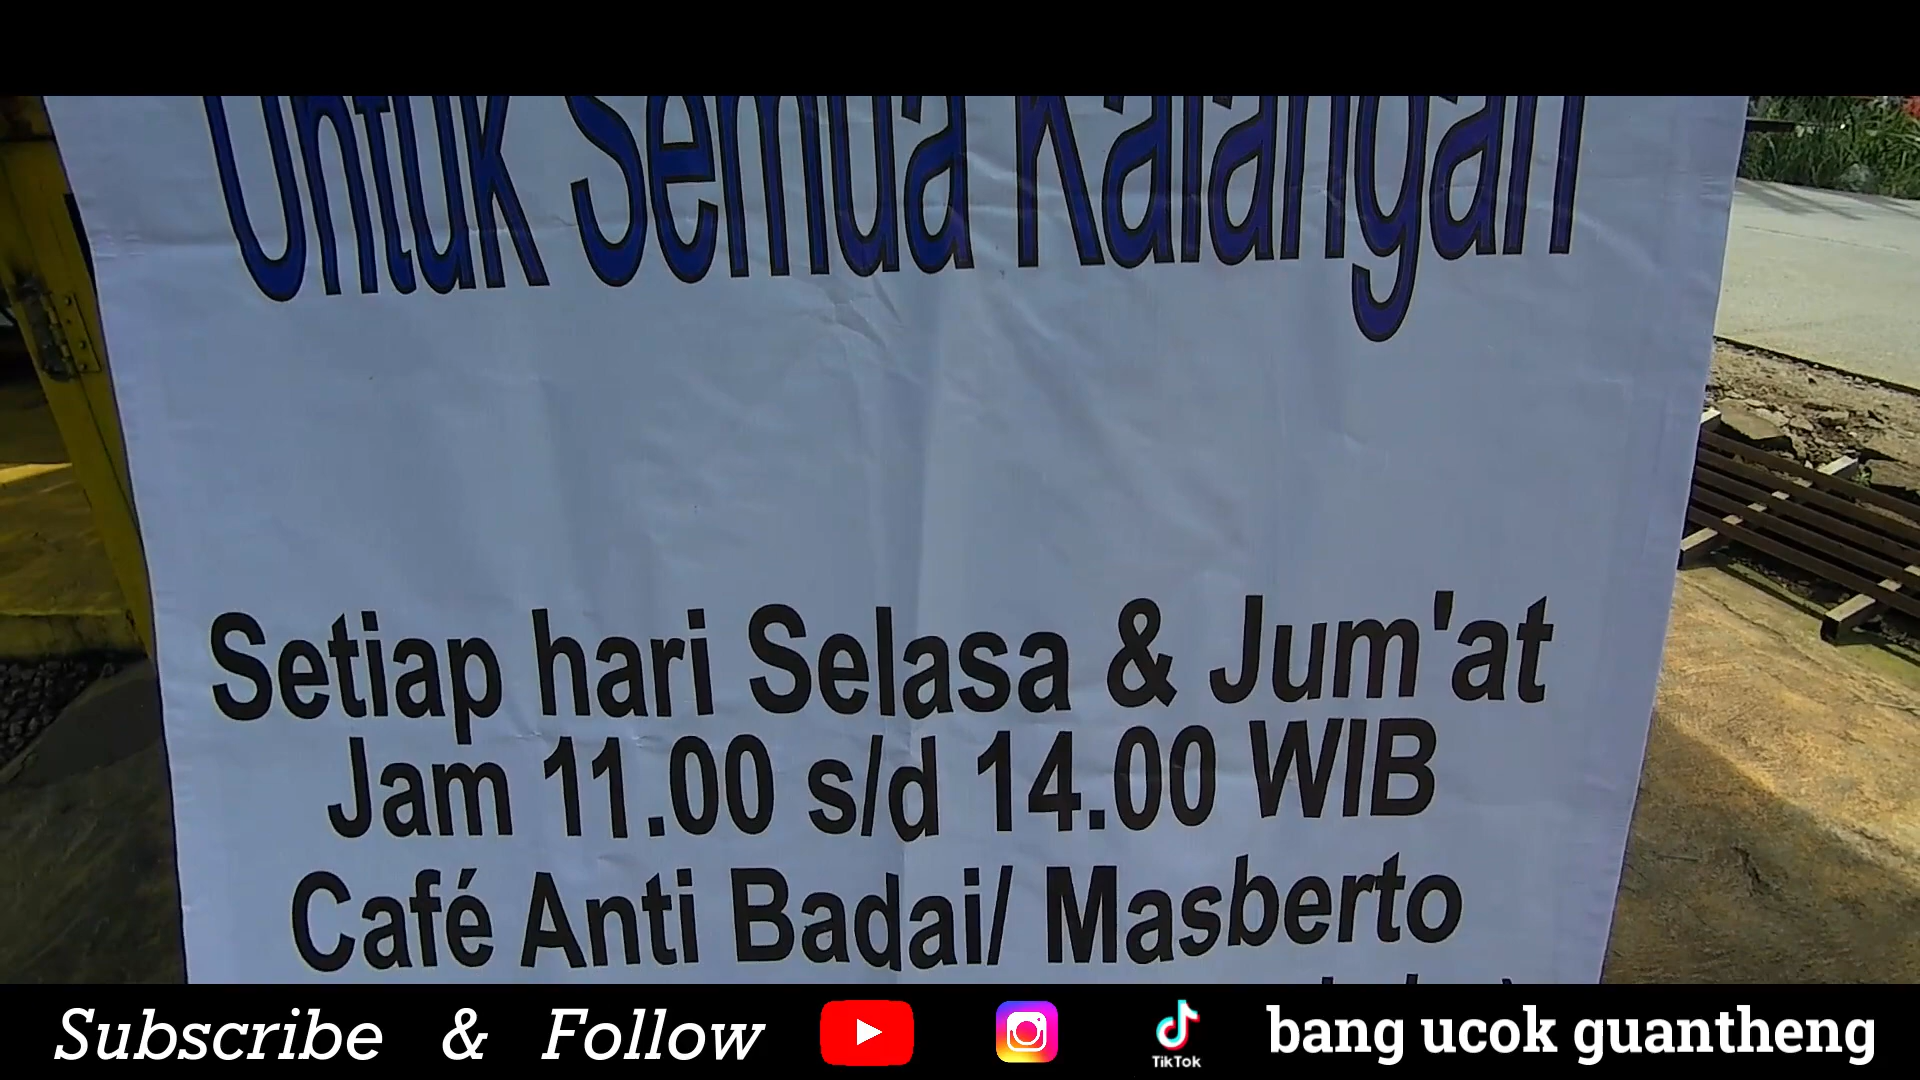 Untuk Semua Kalangan
Setiap hari Selasa & Jum'at
Jam 11.00 s/d 14.00 WIB
Café Anti Badai/ Masberto
Subscribe & Follow TikTok bang ucok guantheng